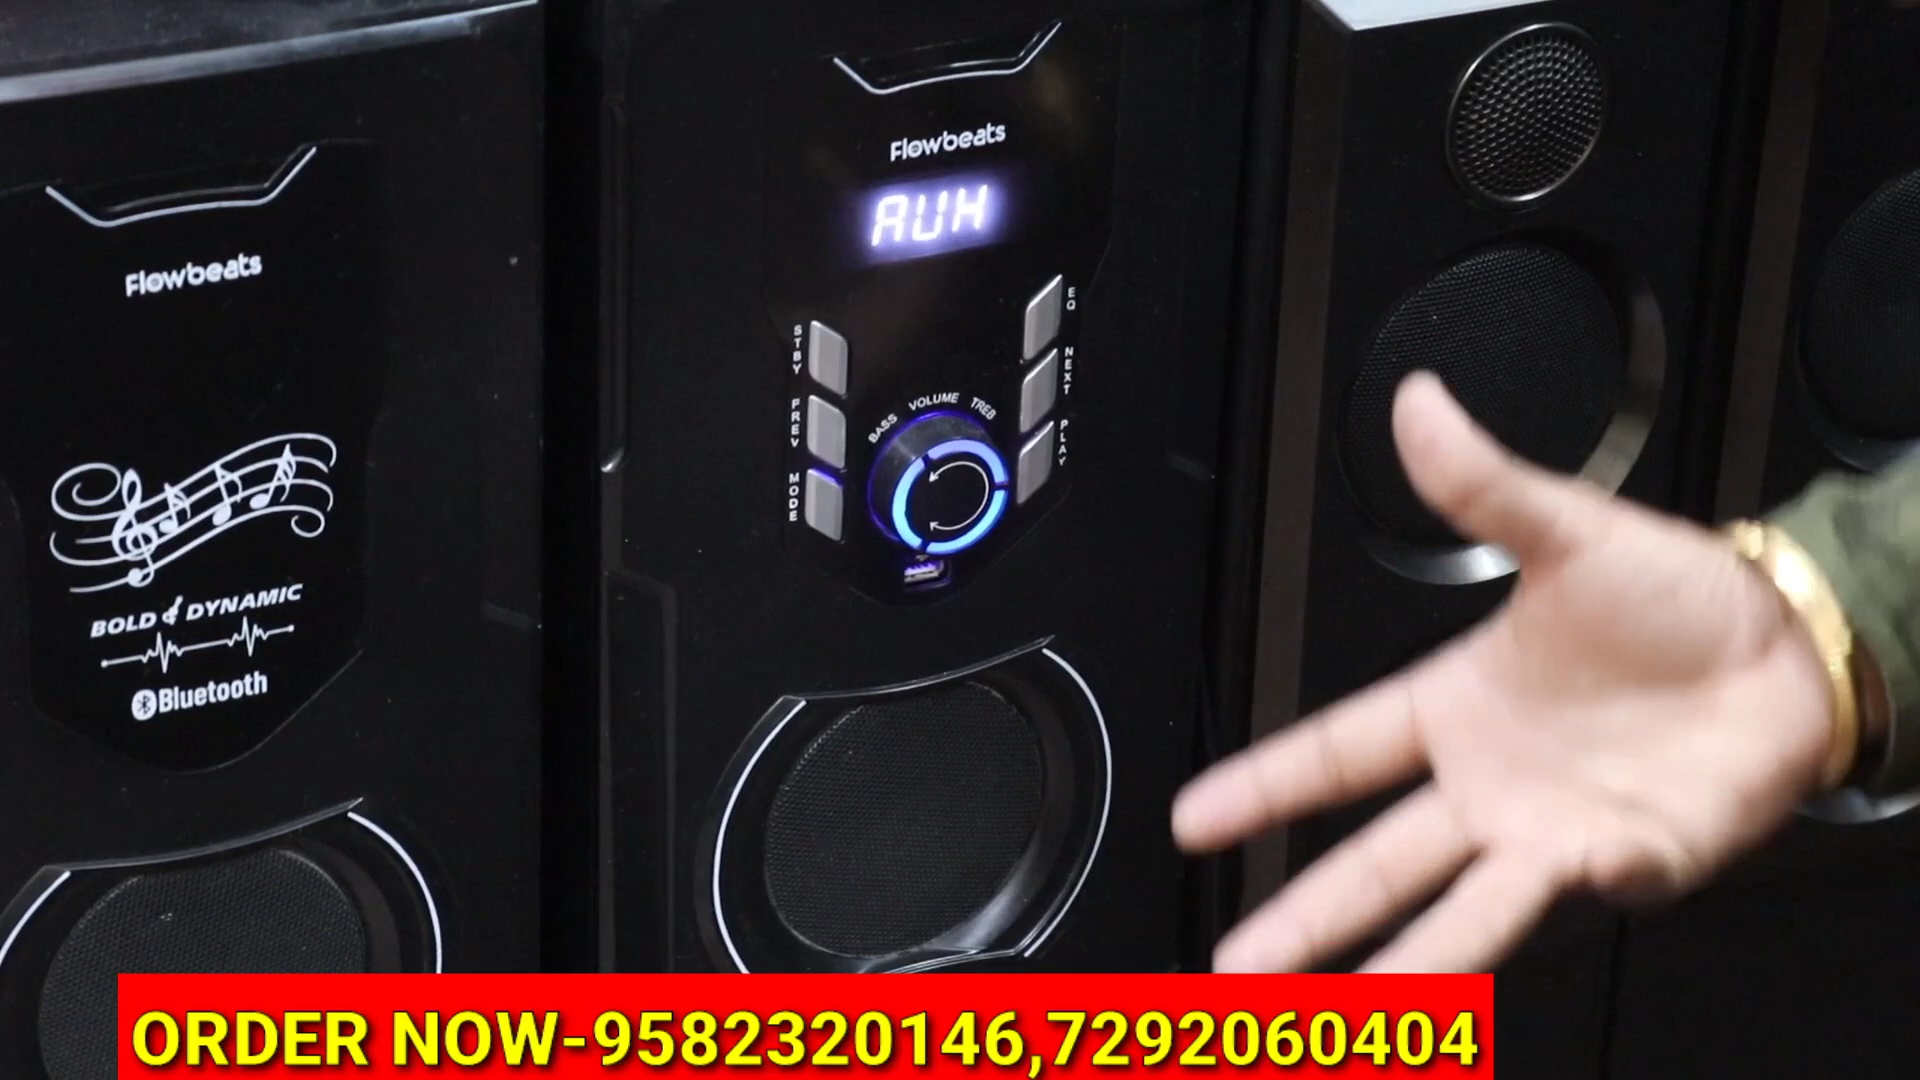 Flowbeats
BOLD & DYNAMIC
Bluetooth
Flowbeats
AUH
STBY
PREV
MODE
EQ
NEXT
PLAY
BASS VOLUME TREB
ORDER NOW-9582320146,7292060404